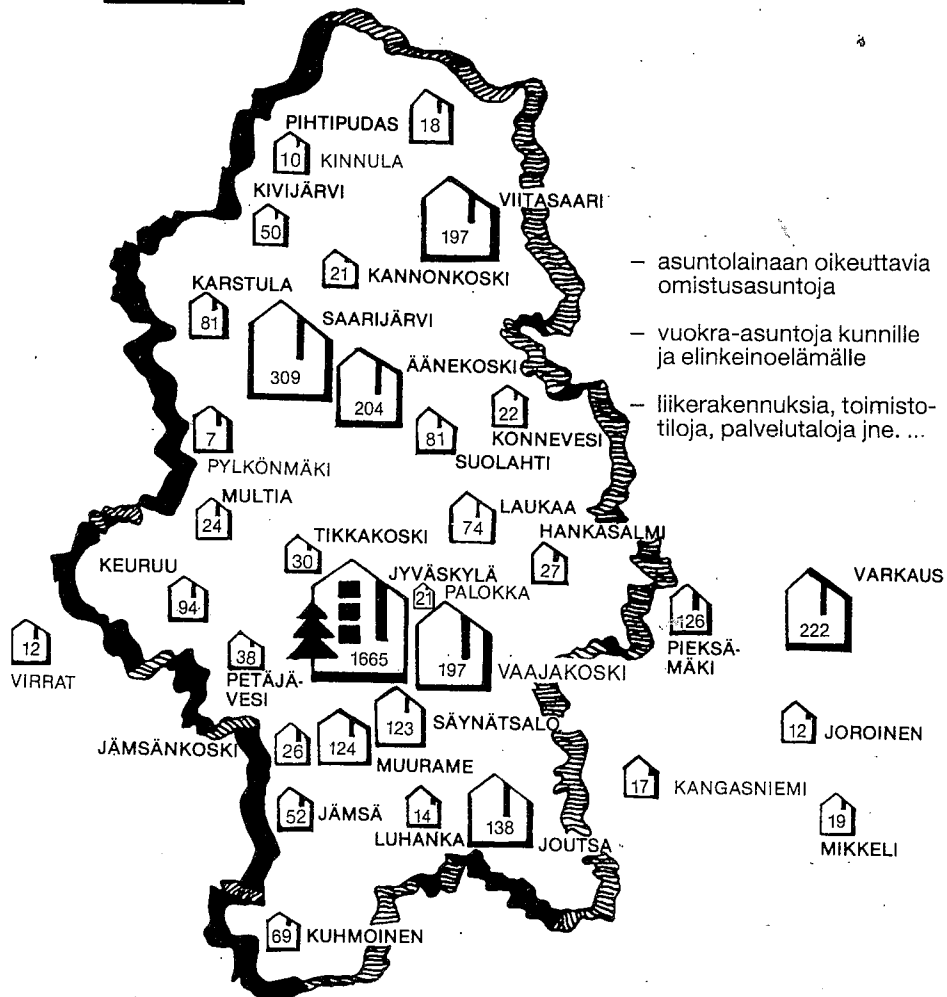 PIHTIPUDAS 18
10 KINNULA
KIVIJÄRVI
50
197 VIITASAARI
21 KANNONKOSKI
KARSTULA
81
SAARIJÄRVI
309
ÄÄNEKOSKI
204
– asuntolainaan oikeuttavia
omistusasuntoja
– vuokra-asuntoja kunnille
ja elinkeinoelämälle
– liikerakennuksia, toimisto-
tiloja, palvelutaloja jne. ...
22
KONNEVESI
81
SUOLAHTI
7
PYLKÖNMÄKI
MULTIA
24
LAUKAA
74
HANKASALMI
27
TIKKAKOSKI
30
KEURUU
94
JYVÄSKYLÄ
1665
21 PALOKKA
197 VAAJAKOSKI
126
PIEKSÄ-
MÄKI
VARKAUS
222
12
VIRRAT
38
PETÄJÄ-
VESI
JÄMSÄNKOSKI 26
124
MUURAME
123 SÄYNÄTSALO
12 JOROINEN
17 KANGASNIEMI
52 JÄMSÄ
14
LUHANKA
138
JOUTSA
19
MIKKELI
69 KUHMOINEN